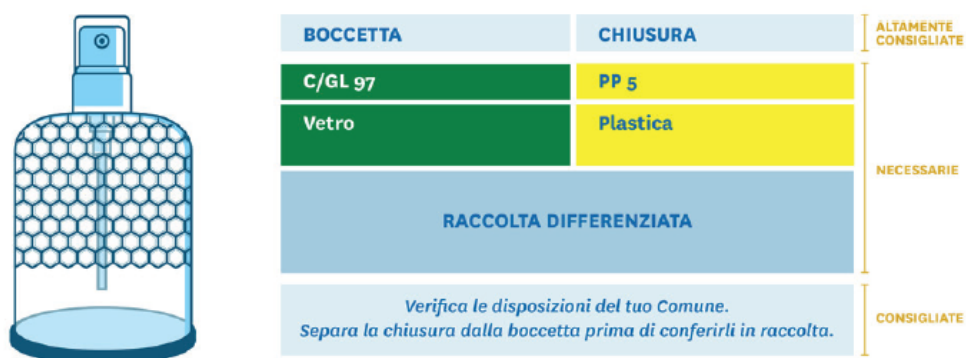 BOCCETTA
CHIUSURA
ALTAMENTE
CONSIGLIATE
C/GL 97
PP 5
Vetro
Plastica
NECESSARIE
RACCOLTA DIFFERENZIATA
Verifica le disposizioni del tuo Comune.
Separa la chiusura dalla boccetta prima di conferirli in raccolta.
CONSIGLIATE